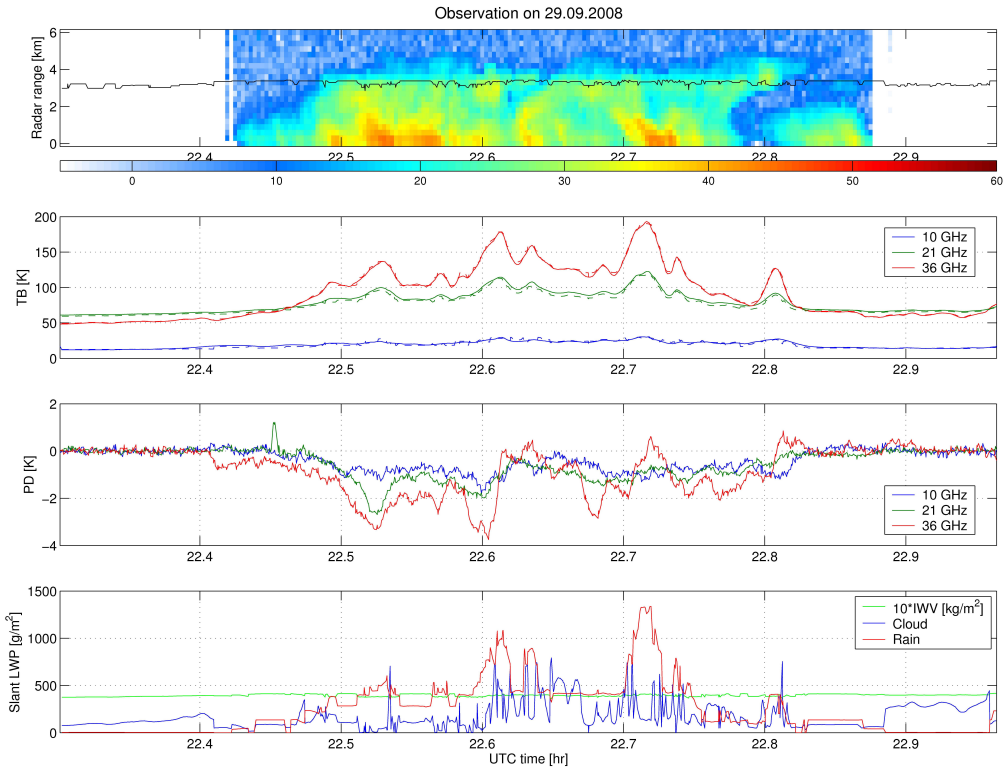 Observation on 29.09.2008
Radar range [km]
6
4
2
0
22.4 22.5 22.6 22.7 22.8 22.9
0 10 20 30 40 50 60
TB [K]
200
150
100
50
0
10 GHz
21 GHz
36 GHz
22.4 22.5 22.6 22.7 22.8 22.9
PD [K]
2
0
−2
−4
10 GHz
21 GHz
36 GHz
22.4 22.5 22.6 22.7 22.8 22.9
Slant LWP [g/m²]
1500
1000
500
0
10*IWV [kg/m²]
Cloud
Rain
22.4 22.5 22.6 22.7 22.8 22.9
UTC time [hr]